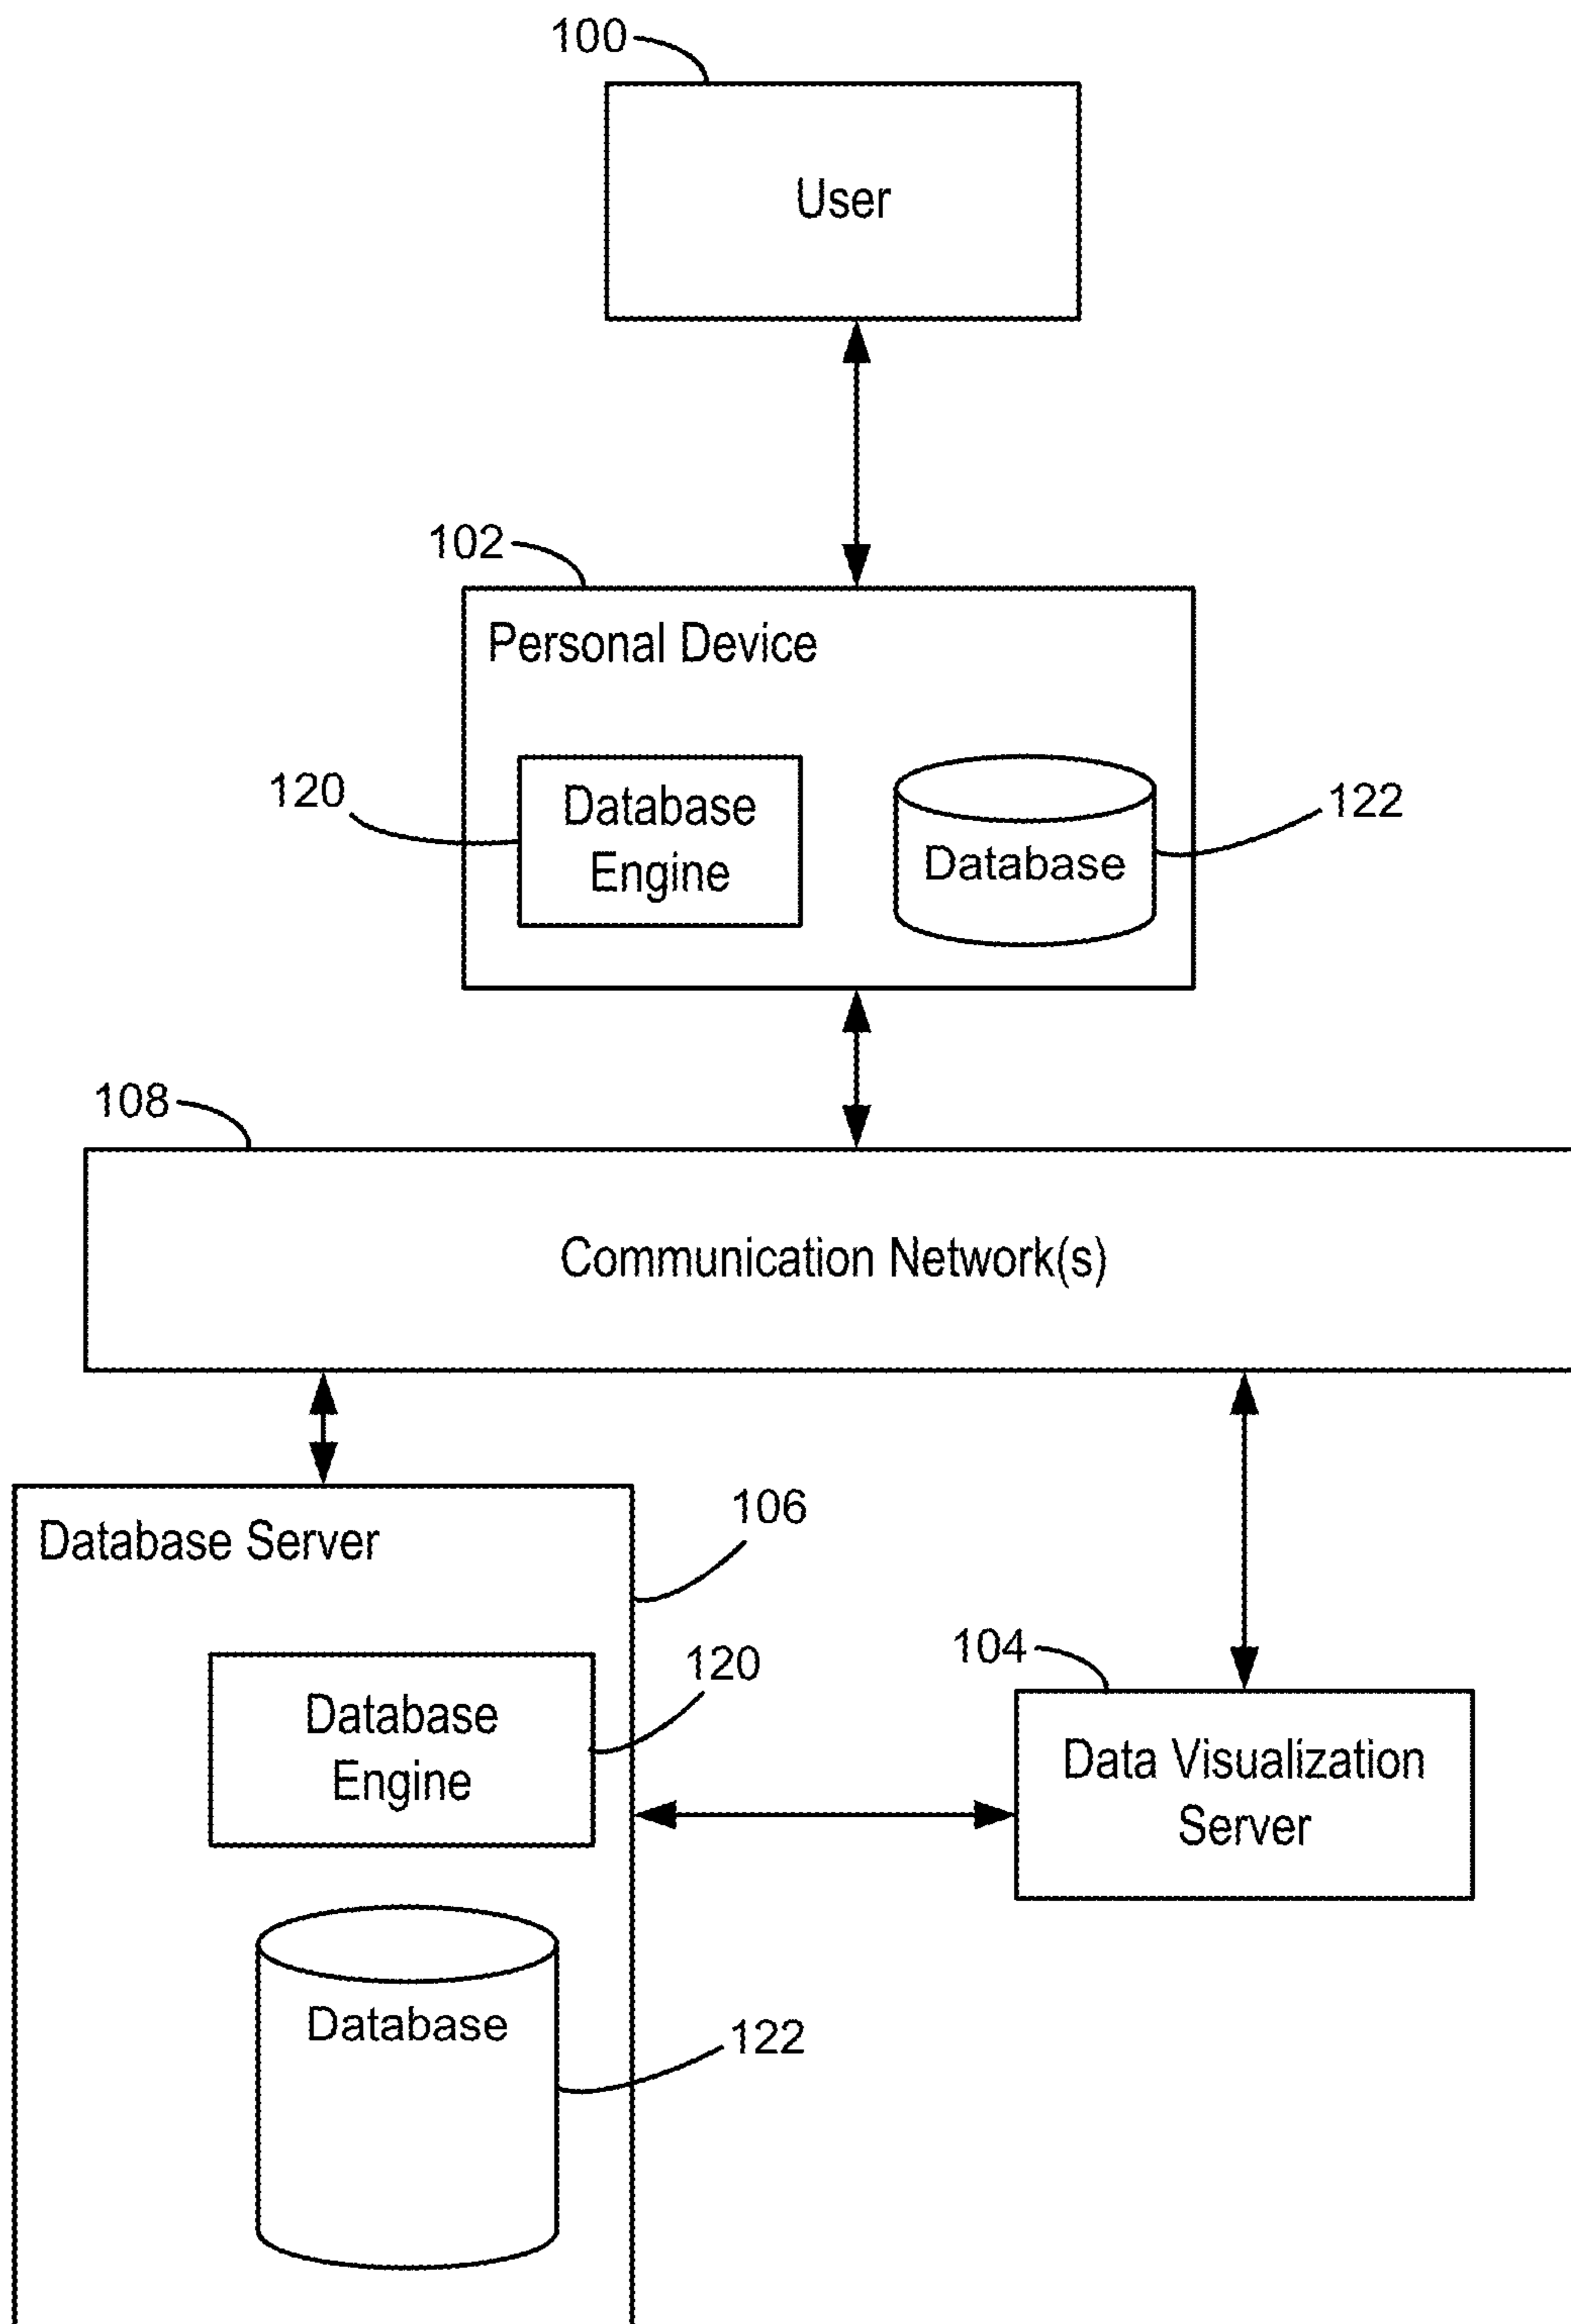 100
User
102
Personal Device
120
Database
Engine
Database
122
108
Communication Network(s)
Database Server
106
Database
Engine
120
104
Data Visualization
Server
Database
122